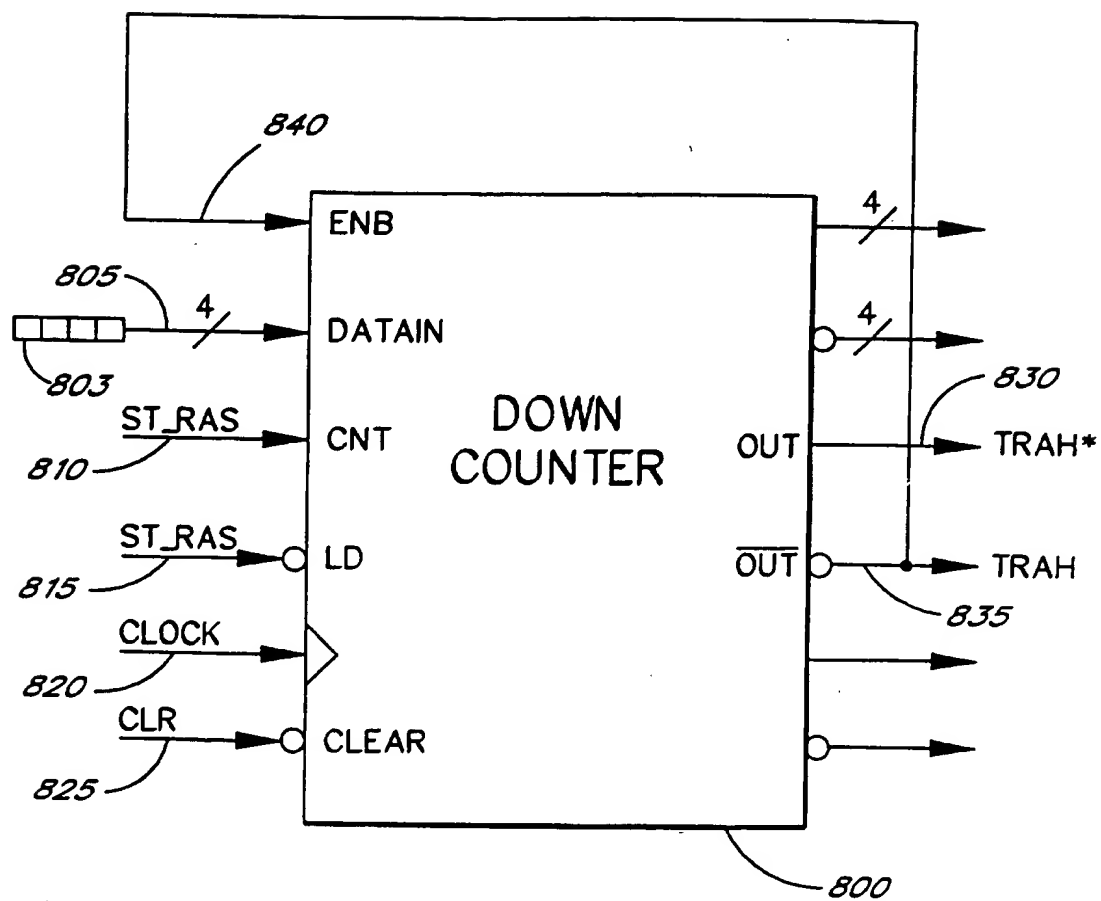 840
ENB
4
805
4
DATAIN
4
803
830
DOWN
COUNTER
ST_RAS
CNT
OUT
TRAH*
810
ST_RAS
LD
OUT
TRAH
815
835
CLOCK
820
CLR
CLEAR
825
800